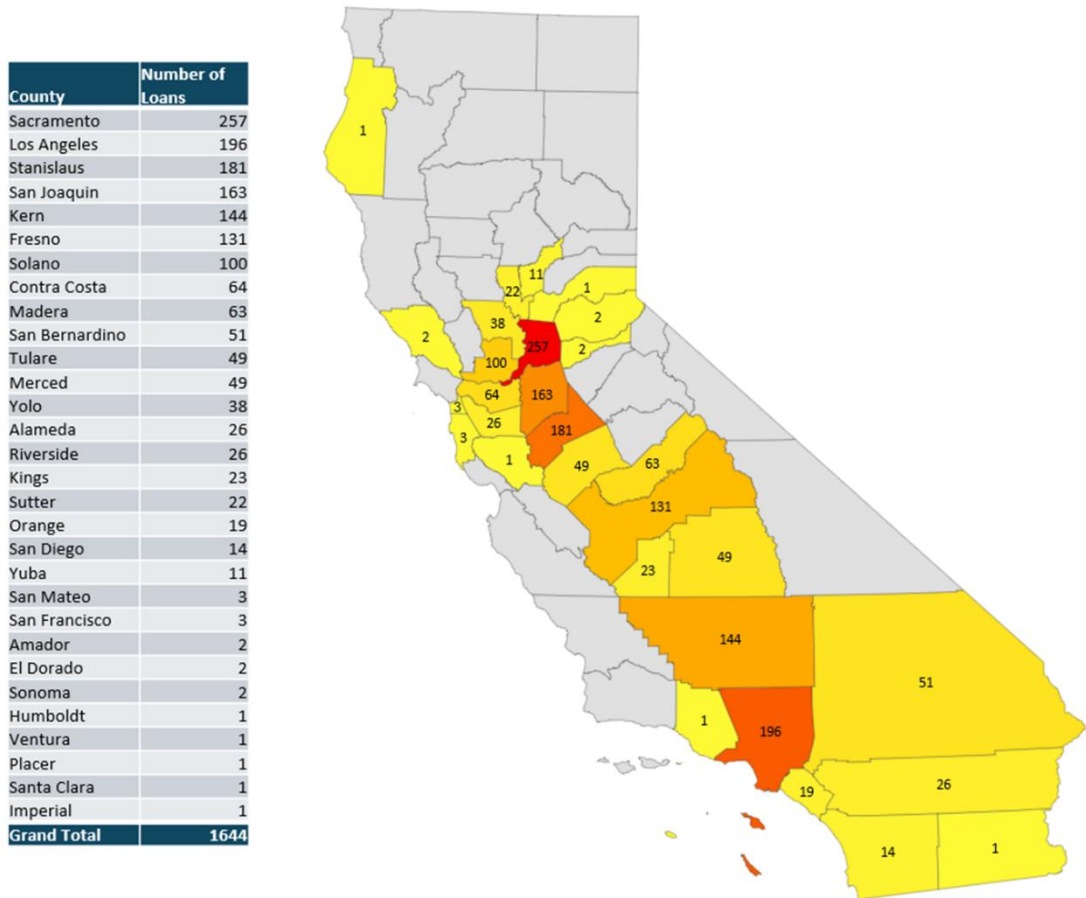 County Number of Loans
Sacramento 257
Los Angeles 196
Stanislaus 181
San Joaquin 163
Kern 144
Fresno 131
Solano 100
Contra Costa 64
Madera 63
San Bernardino 51
Tulare 49
Merced 49
Yolo 38
Alameda 26
Riverside 26
Kings 23
Sutter 22
Orange 19
San Diego 14
Yuba 11
San Mateo 3
San Francisco 3
Amador 2
El Dorado 2
Sonoma 2
Humboldt 1
Ventura 1
Placer 1
Santa Clara 1
Imperial 1
Grand Total 1644
1
11
22
1
2
2
38
257
2
100
64
163
3
26
3
181
1
49
63
131
23
49
144
51
1
196
19
26
14
1